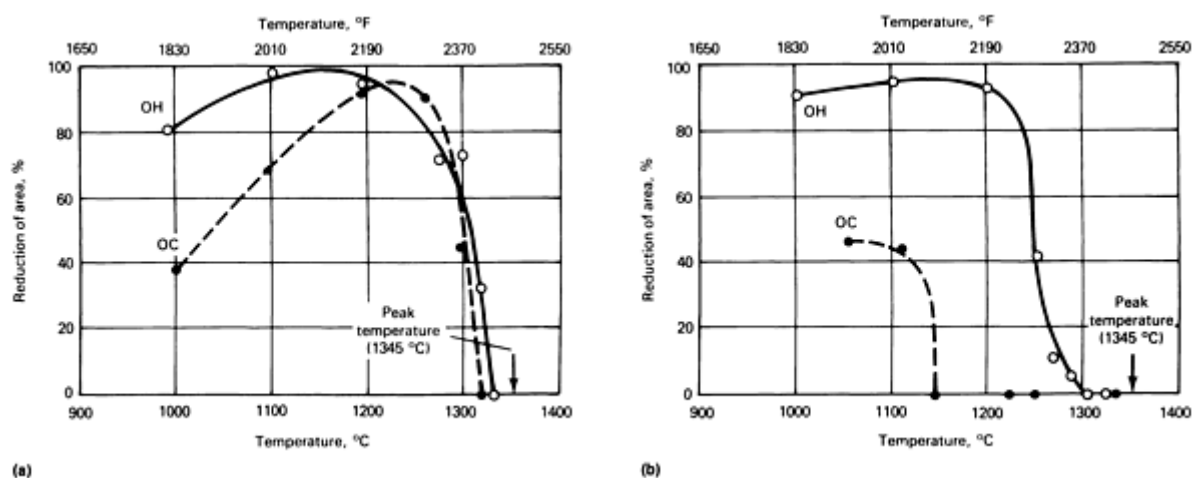 Temperature, °F
1650 1830 2010 2190 2370 2550
100
80
60
40
20
0
Reduction of area, %
OH
OC
Peak
temperature
(1345 °C)
900 1000 1100 1200 1300 1400
Temperature, °C
(a)
Temperature, °F
1650 1830 2010 2190 2370 2550
100
80
60
40
20
0
Reduction of area, %
OH
OC
Peak
temperature
(1345 °C)
900 1000 1100 1200 1300 1400
Temperature, °C
(b)